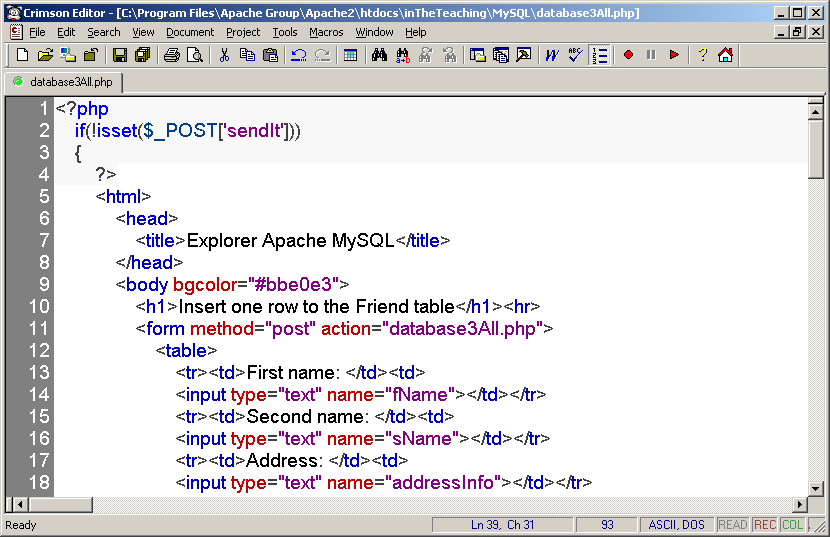 Crimson Editor - [C:\Program Files\Apache Group\Apache2\htdocs\inTheTeaching\MySQL\database3All.php]
File Edit Search View Document Project Tools Macros Window Help
database3All.php
1 <?php
2 if(!isset($_POST['sendIt']))
3 {
4 ?>
5 <html>
6 <head>
7 <title>Explorer Apache MySQL</title>
8 </head>
9 <body bgcolor="#bbe0e3">
10 <h1>Insert one row to the Friend table</h1><hr>
11 <form method="post" action="database3All.php">
12 <table>
13 <tr><td>First name: </td><td>
14 <input type="text" name="fName"></td></tr>
15 <tr><td>Second name: </td><td>
16 <input type="text" name="sName"></td></tr>
17 <tr><td>Address: </td><td>
18 <input type="text" name="addressInfo"></td></tr>
Ready Ln 39, Ch 31 93 ASCII, DOS READ REC COL